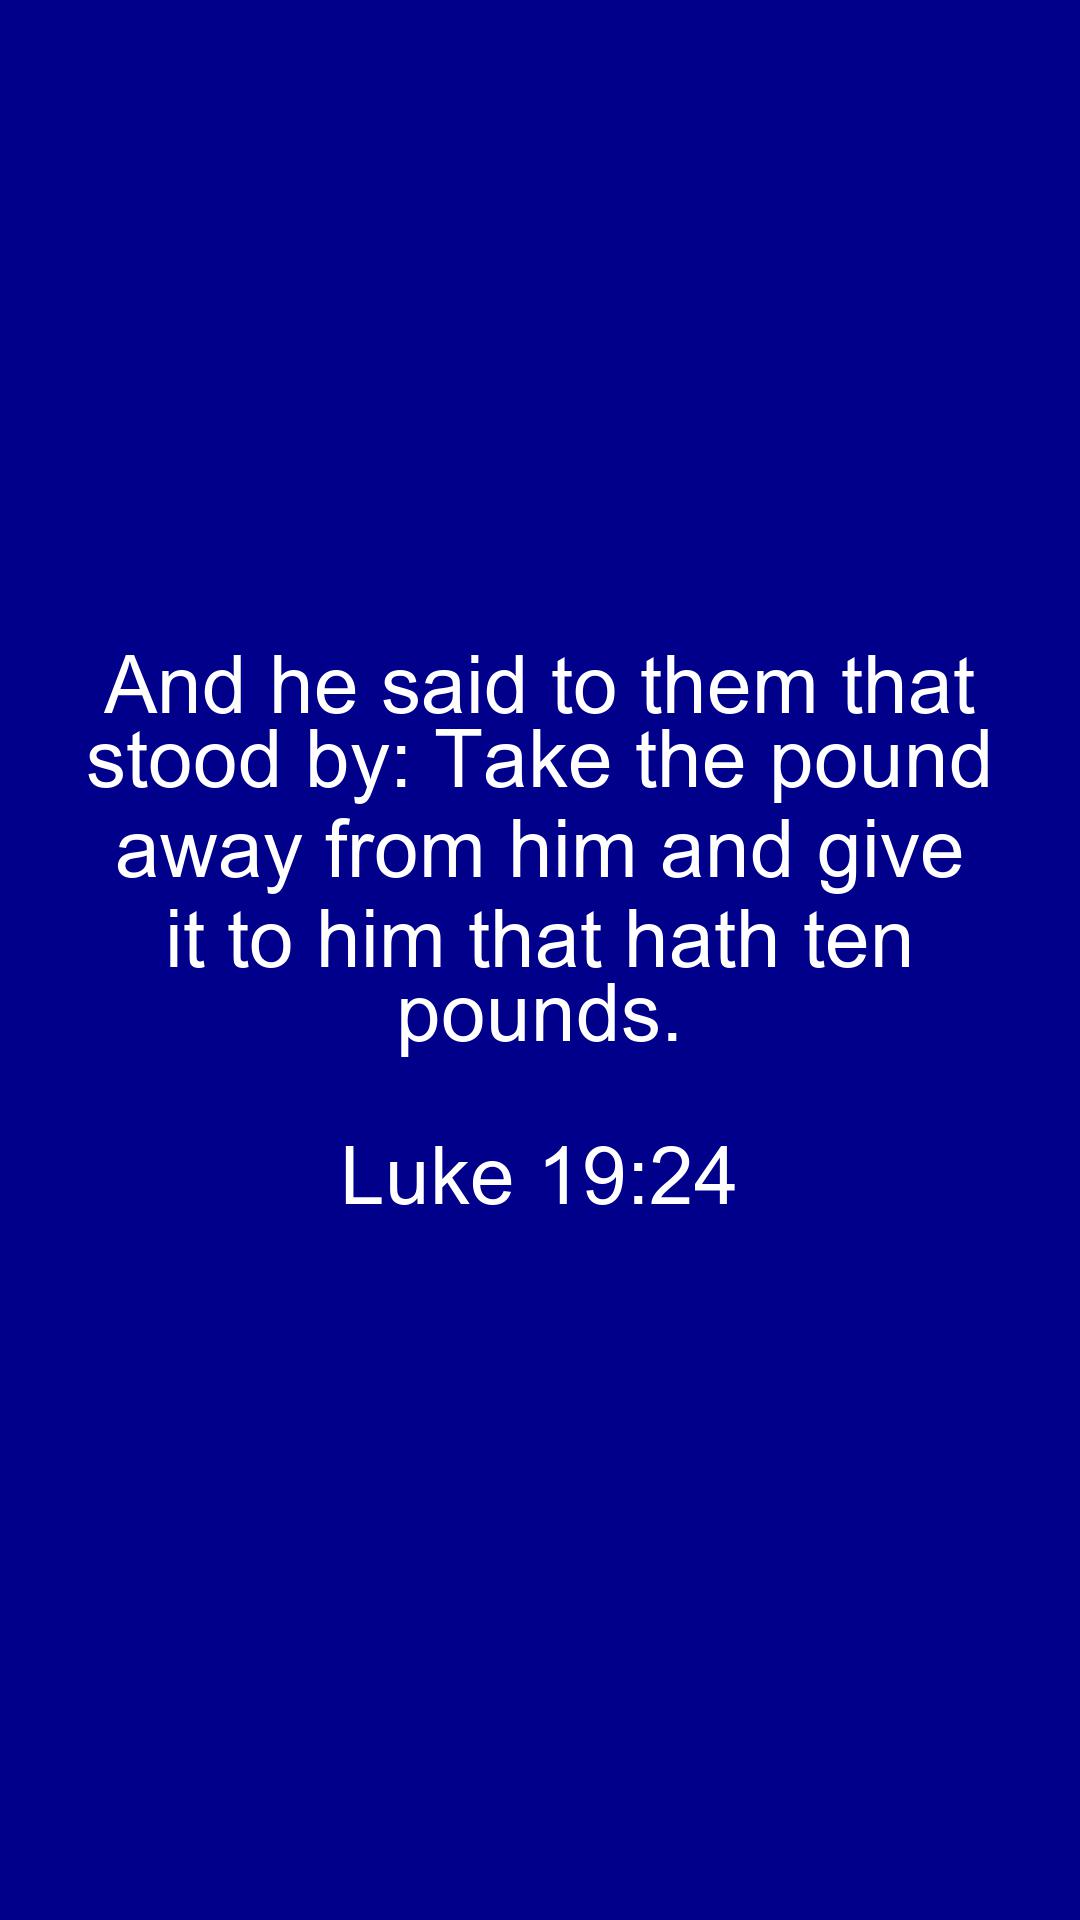 And he said to them that
stood by: Take the pound
away from him and give
it to him that hath ten
pounds.
Luke 19:24